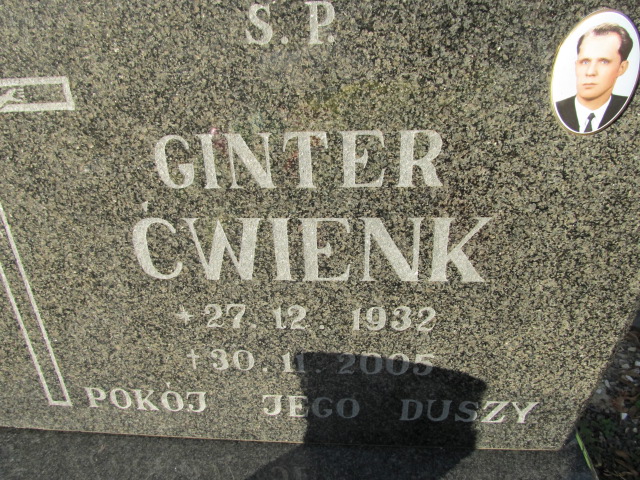 S. P.
GINTER
ĆWIENK
* 27. 12. 1932
† 30. 11. 2005
POKÓJ JEGO DUSZY